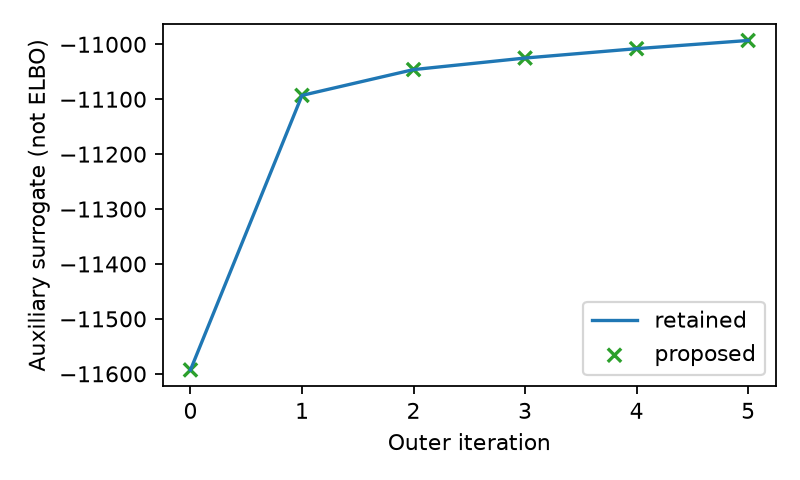 Auxiliary surrogate (not ELBO)
−11000
−11100
−11200
−11300
−11400
−11500
−11600
0 1 2 3 4 5
Outer iteration
retained
proposed